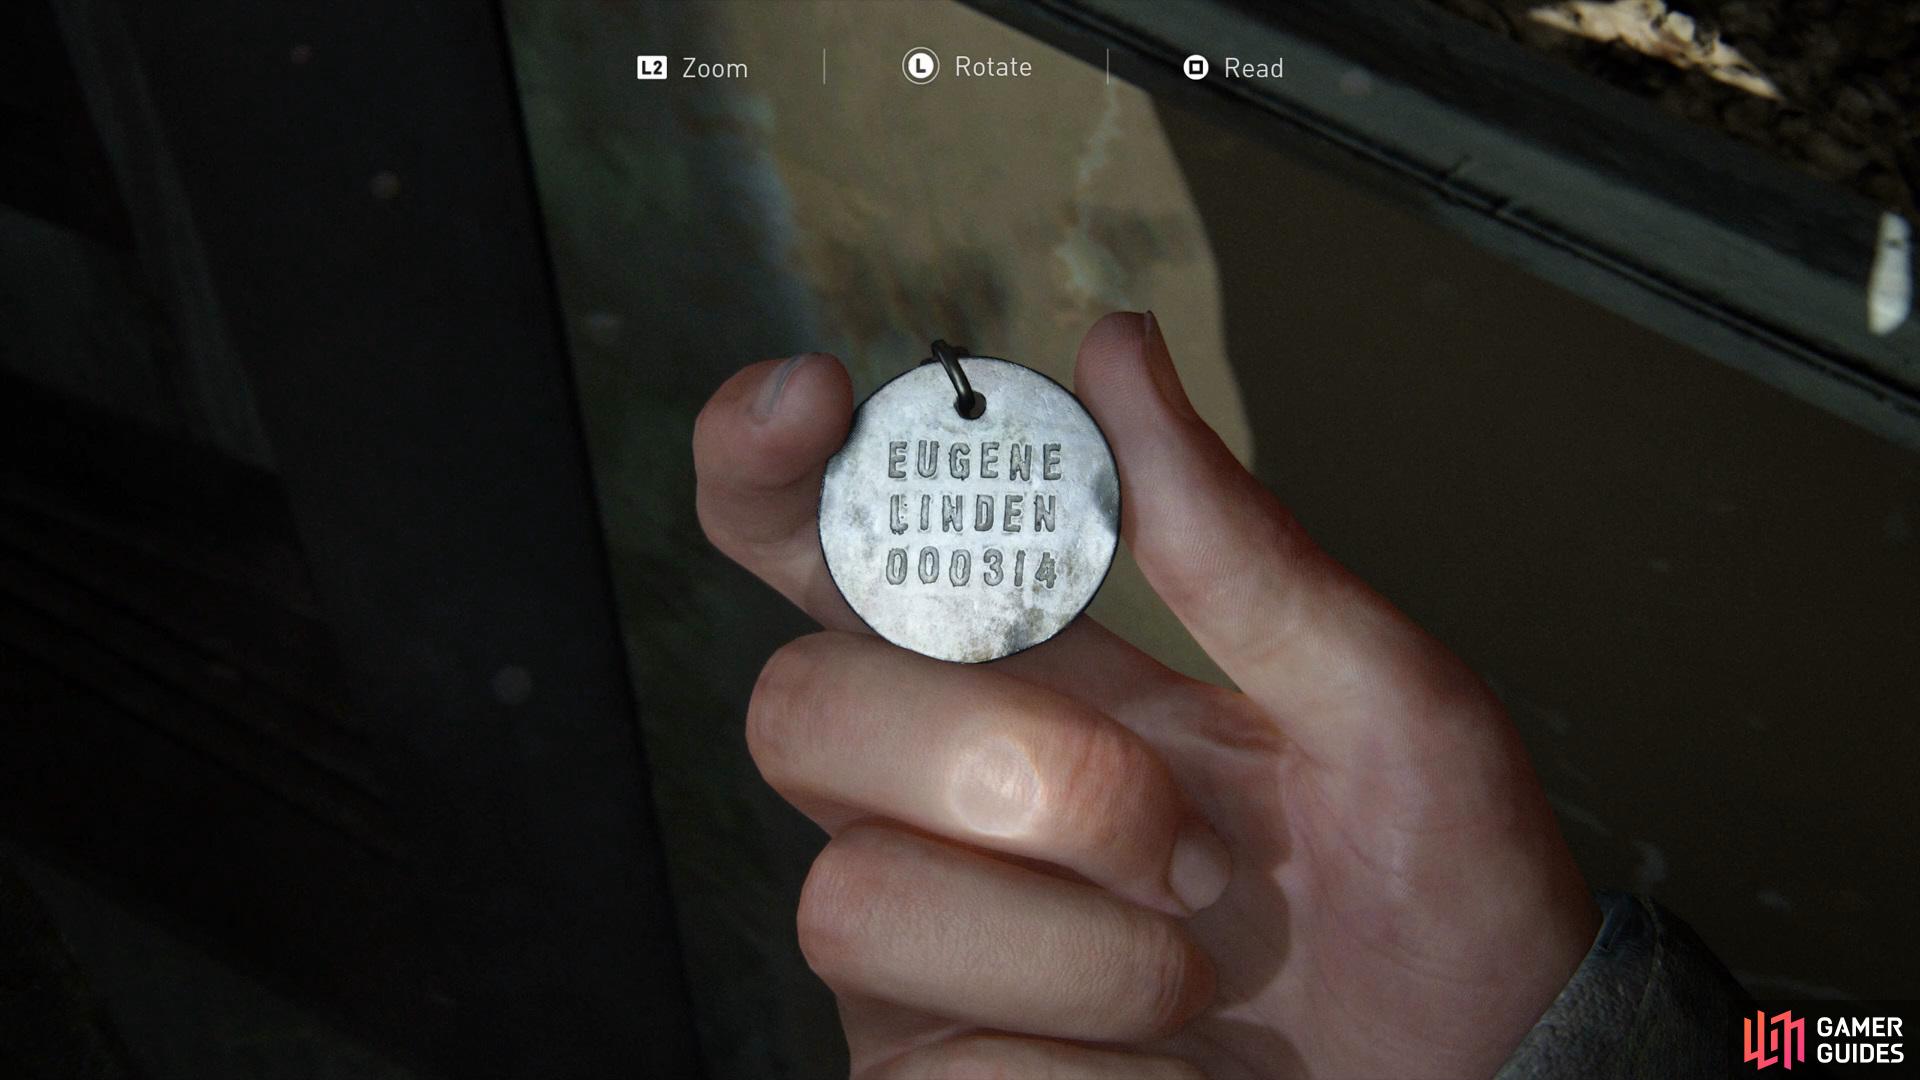 L2 Zoom
L Rotate
Read
EUGENE
LINDEN
000314
GAMER
GUIDES